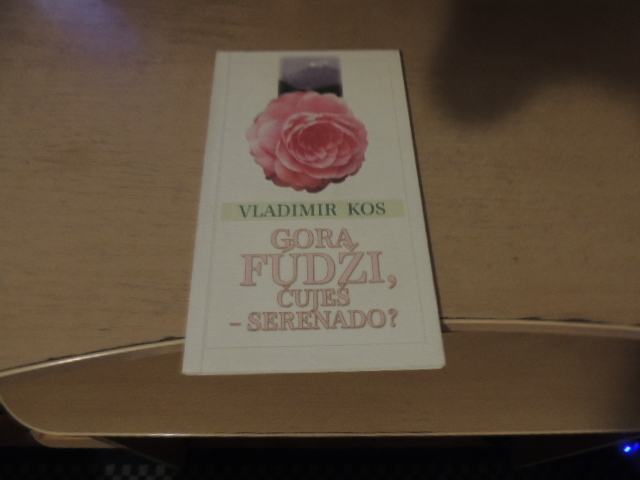 VLADIMIR KOS
GORA
FUDŽI,
ČUJEŠ
- SERENADO?